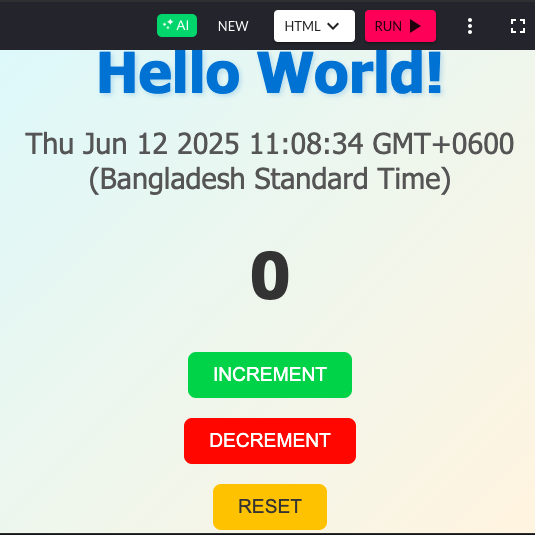 AI NEW HTML RUN
Hello World!
Thu Jun 12 2025 11:08:34 GMT+0600
(Bangladesh Standard Time)
0
INCREMENT
DECREMENT
RESET